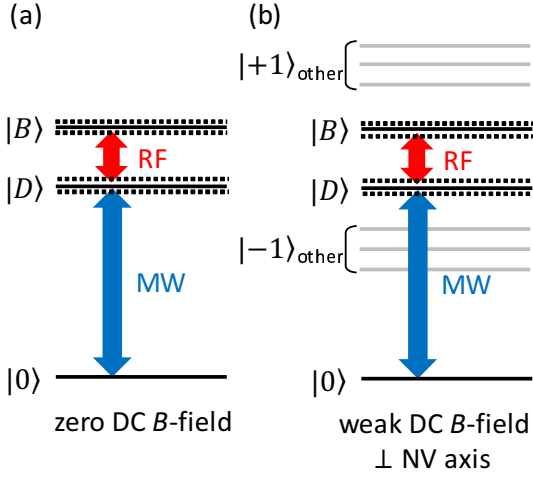 (a)
|B⟩
RF
|D⟩
MW
|0⟩
zero DC B-field
(b)
|+1⟩other
|B⟩
RF
|D⟩
|−1⟩other
MW
|0⟩
weak DC B-field
⊥ NV axis